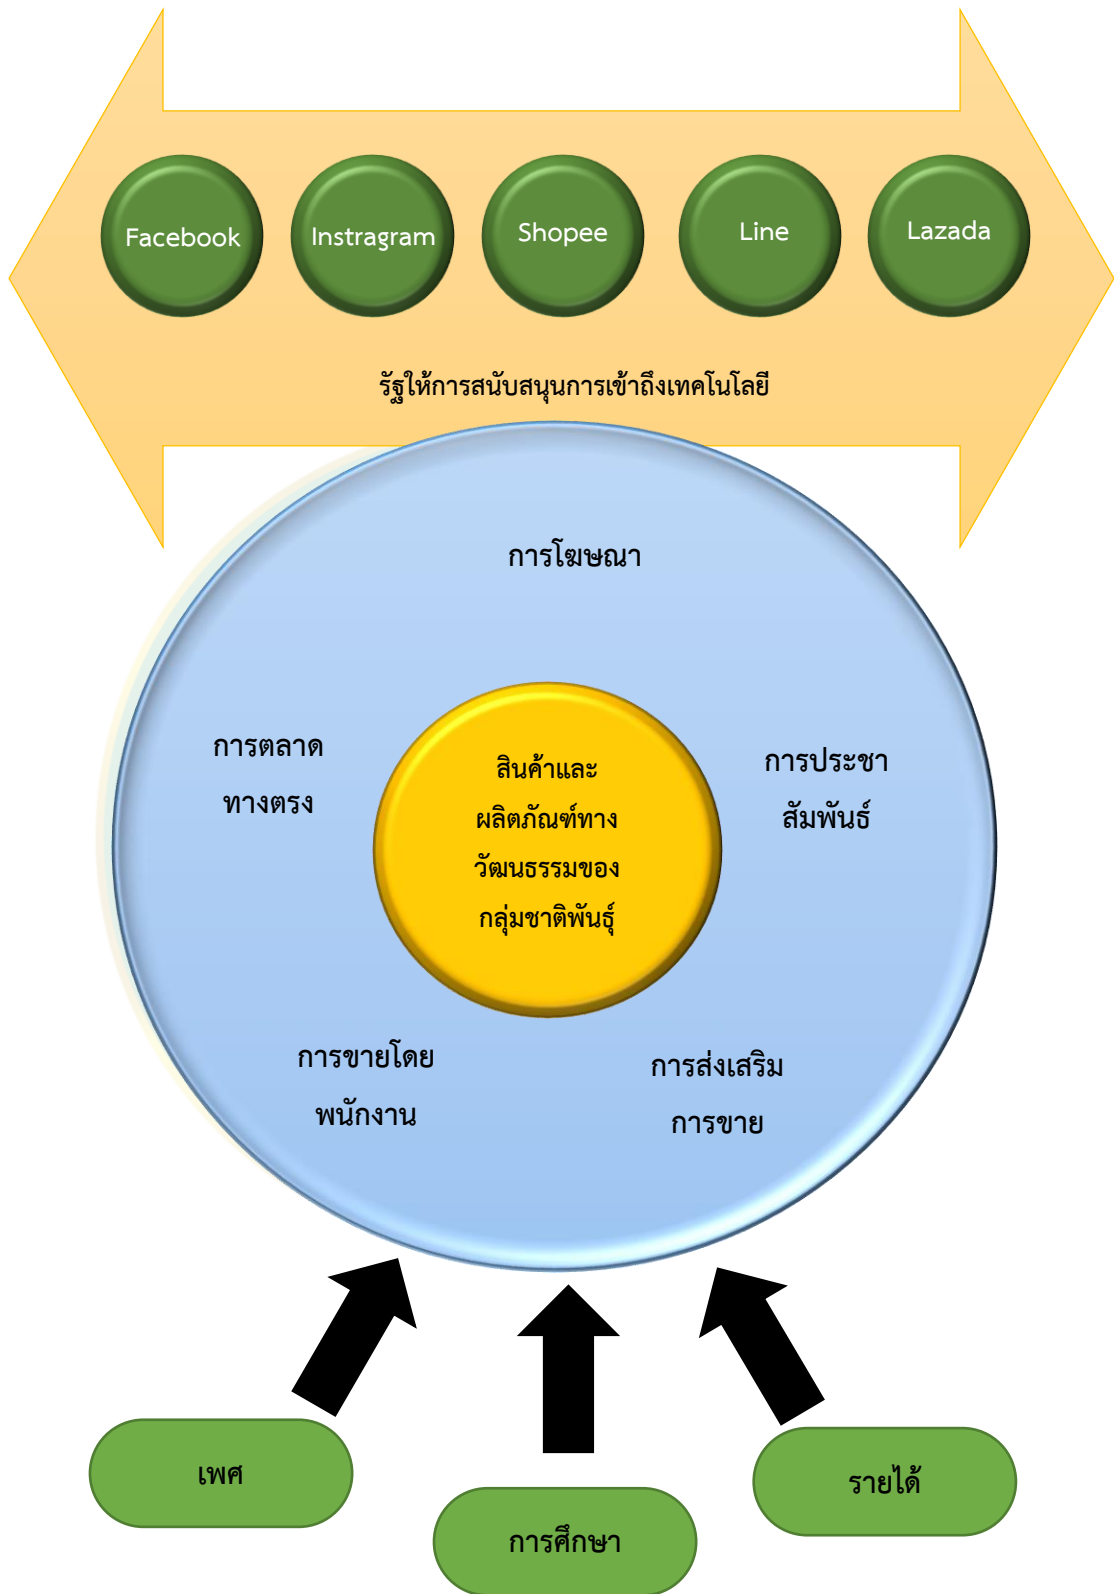 Facebook
Instragram
Shopee
Line
Lazada
รัฐให้การสนับสนุนการเข้าถึงเทคโนโลยี
การโฆษณา
การตลาด
ทางตรง
สินค้าและ
ผลิตภัณฑ์ทาง
วัฒนธรรมของ
กลุ่มชาติพันธุ์
การประชา
สัมพันธ์
การขายโดย
พนักงาน
การส่งเสริม
การขาย
เพศ
การศึกษา
รายได้